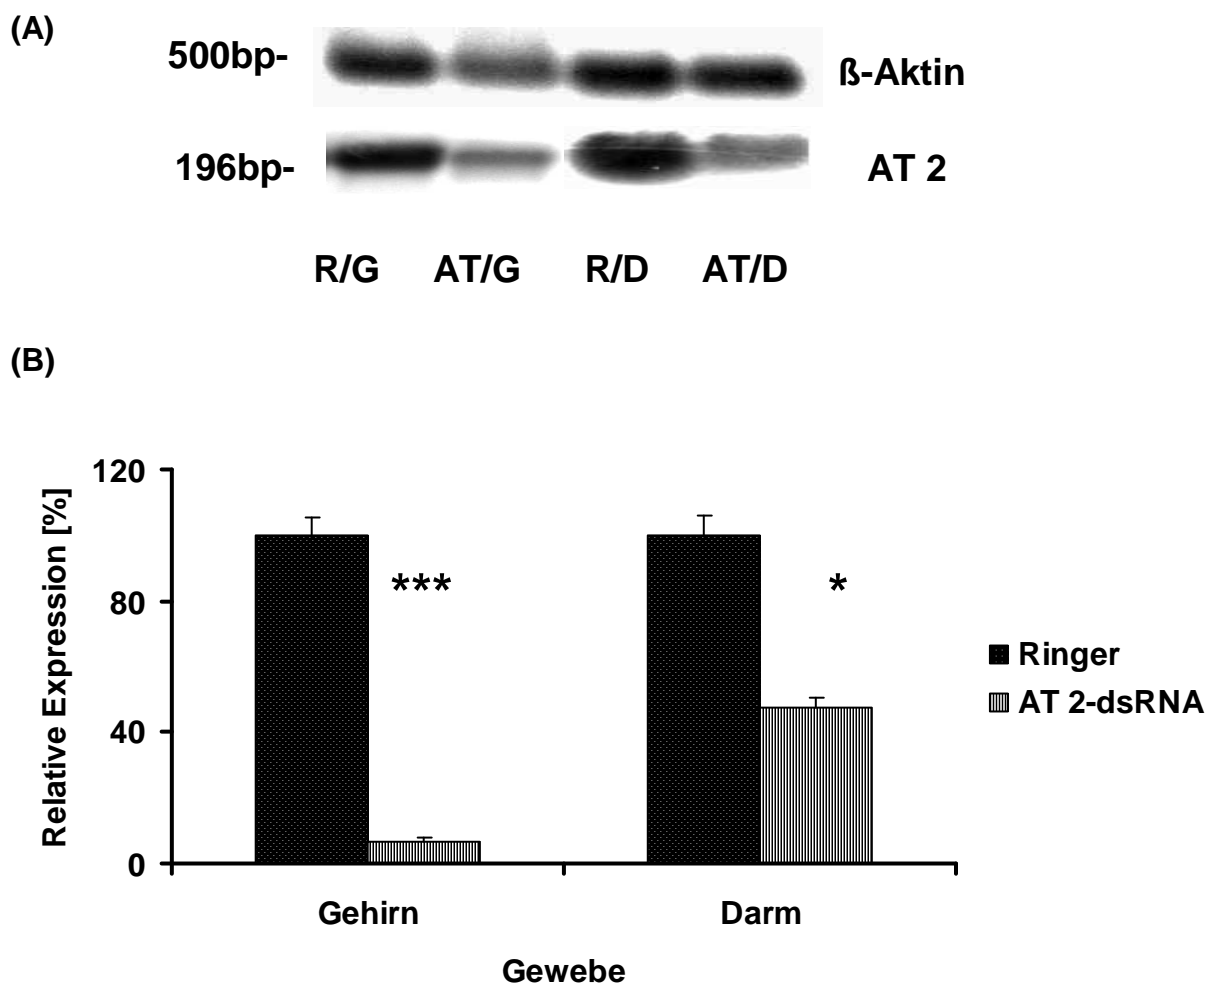 (A)
500bp-
ß-Aktin
196bp-
AT 2
R/G AT/G R/D AT/D
(B)
Relative Expression [%]
120
80
40
0
***
*
Ringer
AT 2-dsRNA
Gehirn Darm
Gewebe